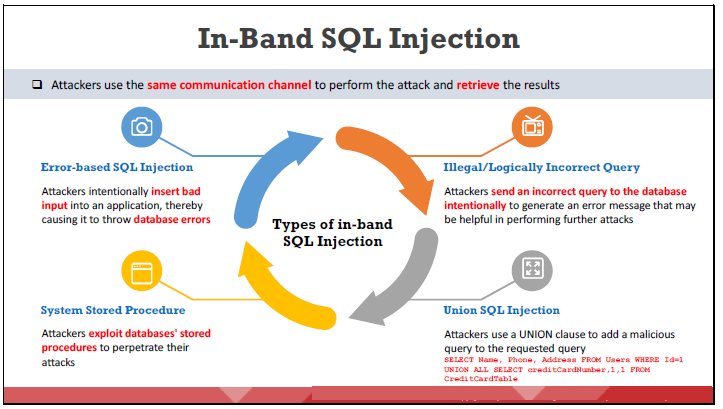 In-Band SQL Injection
Attackers use the same communication channel to perform the attack and retrieve the results
Error-based SQL Injection
Attackers intentionally insert bad
input into an application, thereby
causing it to throw database errors
Illegal/Logically Incorrect Query
Attackers send an incorrect query to the database
intentionally to generate an error message that may
be helpful in performing further attacks
Types of in-band
SQL Injection
System Stored Procedure
Attackers exploit databases' stored
procedures to perpetrate their
attacks
Union SQL Injection
Attackers use a UNION clause to add a malicious
query to the requested query
SELECT Name, Phone, Address FROM Users WHERE Id=1
UNION ALL SELECT creditCardNumber,1,1 FROM
CreditCardTable